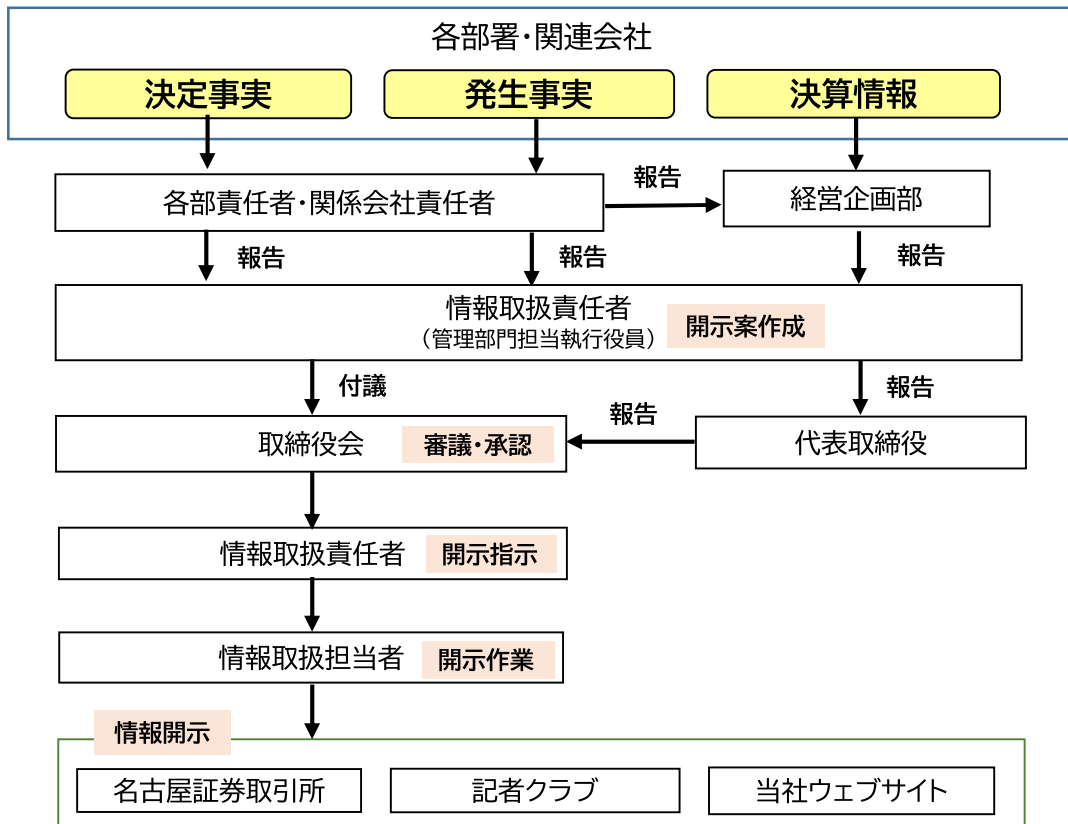 各部署・関連会社
決定事実
発生事実
決算情報
各部責任者・関係会社責任者
報告
経営企画部
報告
報告
報告
情報取扱責任者
（管理部門担当執行役員）
開示案作成
付議
報告
取締役会
審議・承認
報告
代表取締役
情報取扱責任者
開示指示
情報取扱担当者
開示作業
情報開示
名古屋証券取引所
記者クラブ
当社ウェブサイト